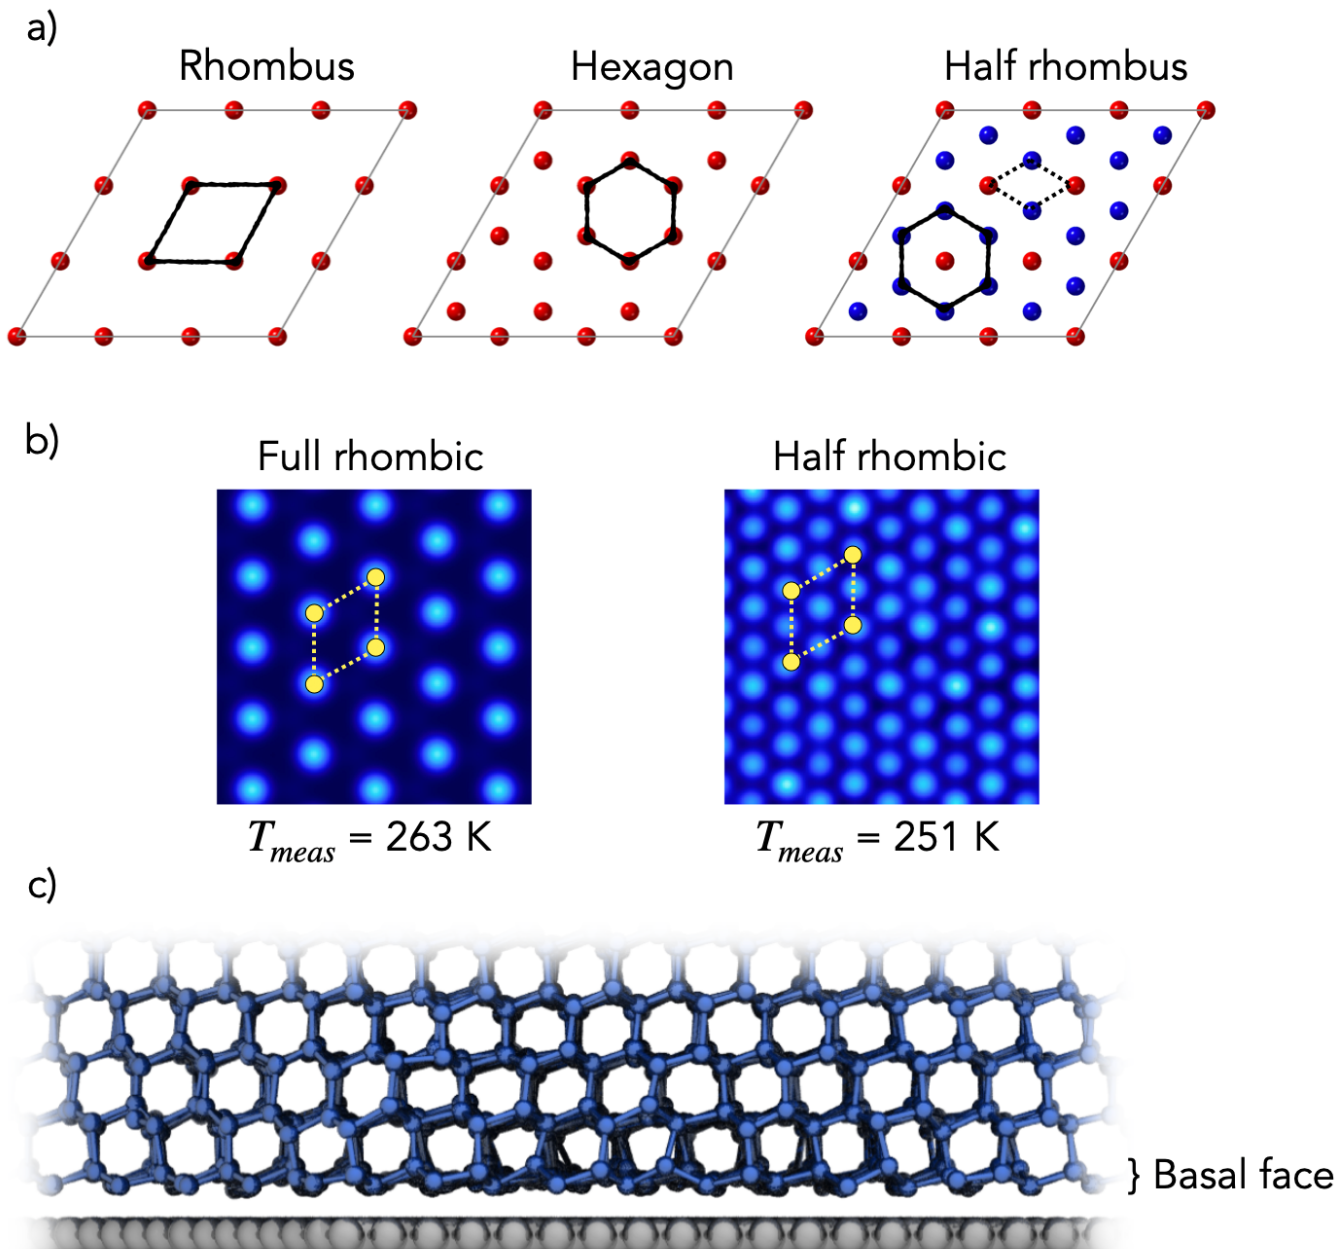 a)
Rhombus
Hexagon
Half rhombus
b)
Full rhombic
Half rhombic
T_meas = 263 K
T_meas = 251 K
c)
} Basal face